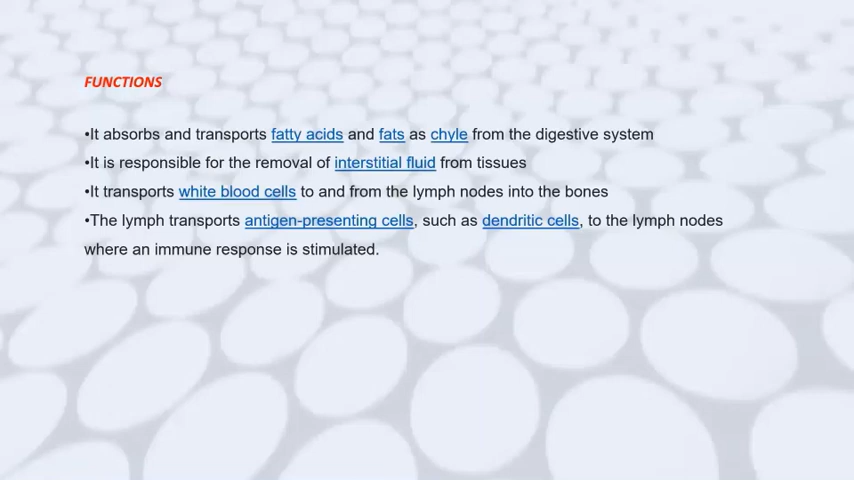 FUNCTIONS
•It absorbs and transports fatty acids and fats as chyle from the digestive system
•It is responsible for the removal of interstitial fluid from tissues
•It transports white blood cells to and from the lymph nodes into the bones
•The lymph transports antigen-presenting cells, such as dendritic cells, to the lymph nodes
where an immune response is stimulated.